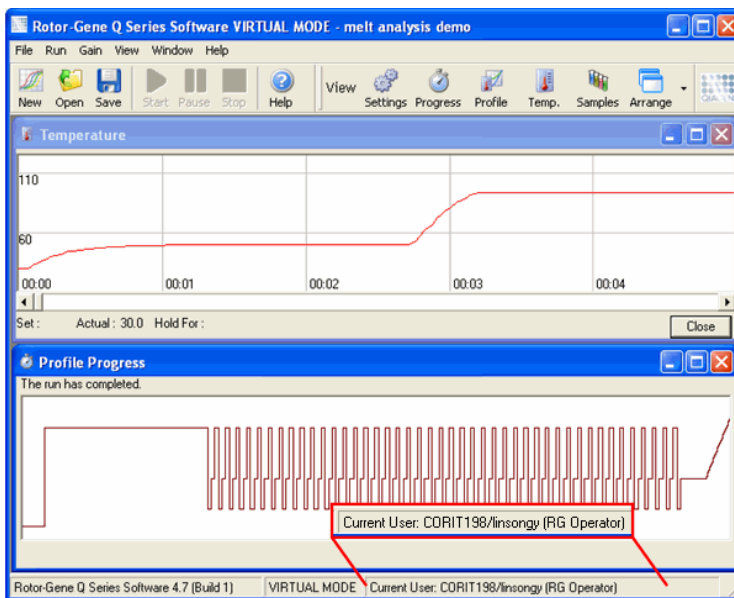 Rotor-Gene Q Series Software VIRTUAL MODE - melt analysis demo
File Run Gain View Window Help
New Open Save Start Pause Stop Help View Settings Progress Profile Temp. Samples Arrange
Temperature
110
60
00:00 00:01 00:02 00:03 00:04
Set : Actual : 30.0 Hold For :
Close
Profile Progress
The run has completed.
Current User: CORIT198/linsongy (RG Operator)
Rotor-Gene Q Series Software 4.7 (Build 1) VIRTUAL MODE Current User: CORIT198/linsongy (RG Operator)